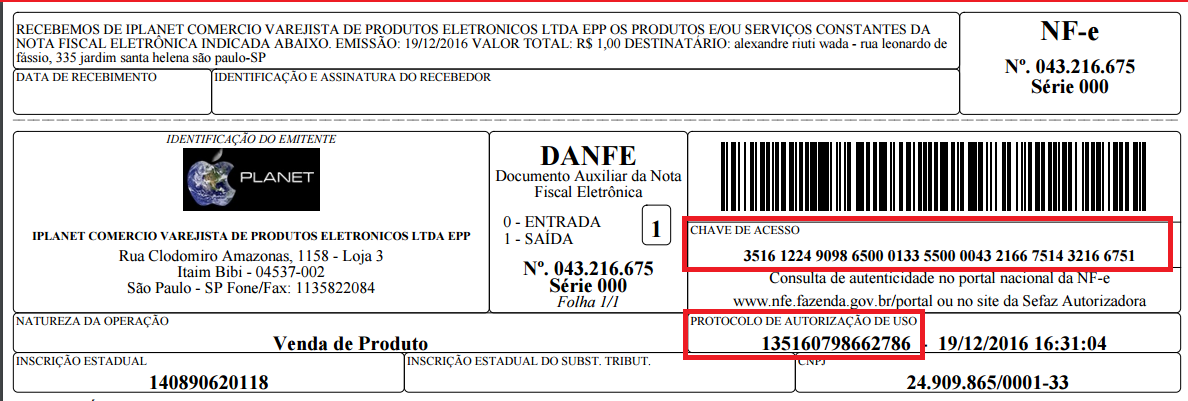 RECEBEMOS DE IPLANET COMERCIO VAREJISTA DE PRODUTOS ELETRONICOS LTDA EPP OS PRODUTOS E/OU SERVIÇOS CONSTANTES DA
NOTA FISCAL ELETRÔNICA INDICADA ABAIXO. EMISSÃO: 19/12/2016 VALOR TOTAL: R$ 1,00 DESTINATÁRIO: alexandre riuti wada - rua leonardo de
fássio, 335 jardim santa helena são paulo-SP
DATA DE RECEBIMENTO
IDENTIFICAÇÃO E ASSINATURA DO RECEBEDOR
NF-e
Nº. 043.216.675
Série 000
IDENTIFICAÇÃO DO EMITENTE
PLANET
IPLANET COMERCIO VAREJISTA DE PRODUTOS ELETRONICOS LTDA EPP
Rua Clodomiro Amazonas, 1158 - Loja 3
Itaim Bibi - 04537-002
São Paulo - SP Fone/Fax: 1135822084
DANFE
Documento Auxiliar da Nota
Fiscal Eletrônica
0 - ENTRADA
1 - SAÍDA
1
Nº. 043.216.675
Série 000
Folha 1/1
CHAVE DE ACESSO
3516 1224 9098 6500 0133 5500 0043 2166 7514 3216 6751
Consulta de autenticidade no portal nacional da NF-e
www.nfe.fazenda.gov.br/portal ou no site da Sefaz Autorizadora
NATUREZA DA OPERAÇÃO
Venda de Produto
PROTOCOLO DE AUTORIZAÇÃO DE USO
135160798662786 - 19/12/2016 16:31:04
INSCRIÇÃO ESTADUAL
140890620118
INSCRIÇÃO ESTADUAL DO SUBST. TRIBUT.
CNPJ
24.909.865/0001-33